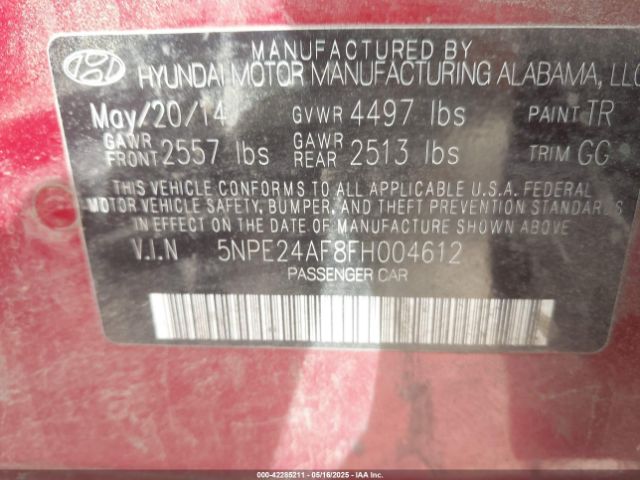 MANUFACTURED BY
HYUNDAI MOTOR MANUFACTURING ALABAMA, LLC
May/20/14 GVWR 4497 lbs PAINT TR
GAWR FRONT 2557 lbs GAWR REAR 2513 lbs TRIM GG
THIS VEHICLE CONFORMS TO ALL APPLICABLE U.S.A. FEDERAL
MOTOR VEHICLE SAFETY, BUMPER, AND THEFT PREVENTION STANDARDS
IN EFFECT ON THE DATE OF MANUFACTURE SHOWN ABOVE.
V.I.N 5NPE24AF8FH004612
PASSENGER CAR
000-42285211 - 05/16/2025 - IAA Inc.